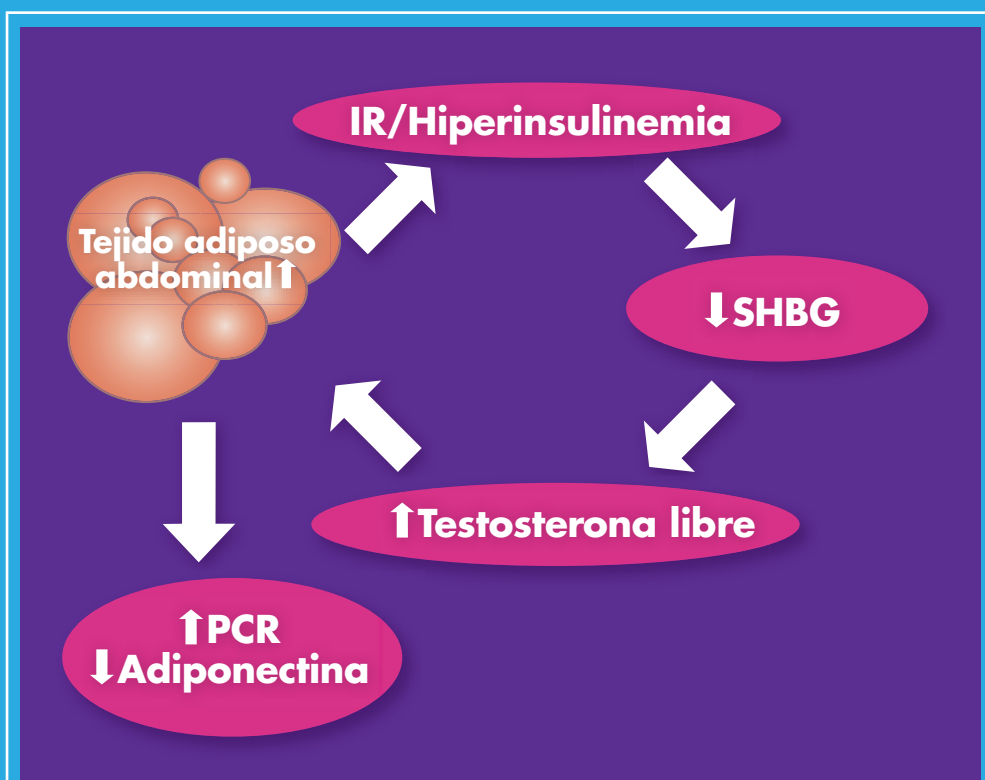 IR/Hiperinsulinemia
Tejido adiposo
abdominal⬆
⬇SHBG
⬆Testosterona libre
⬆PCR
⬇Adiponectina